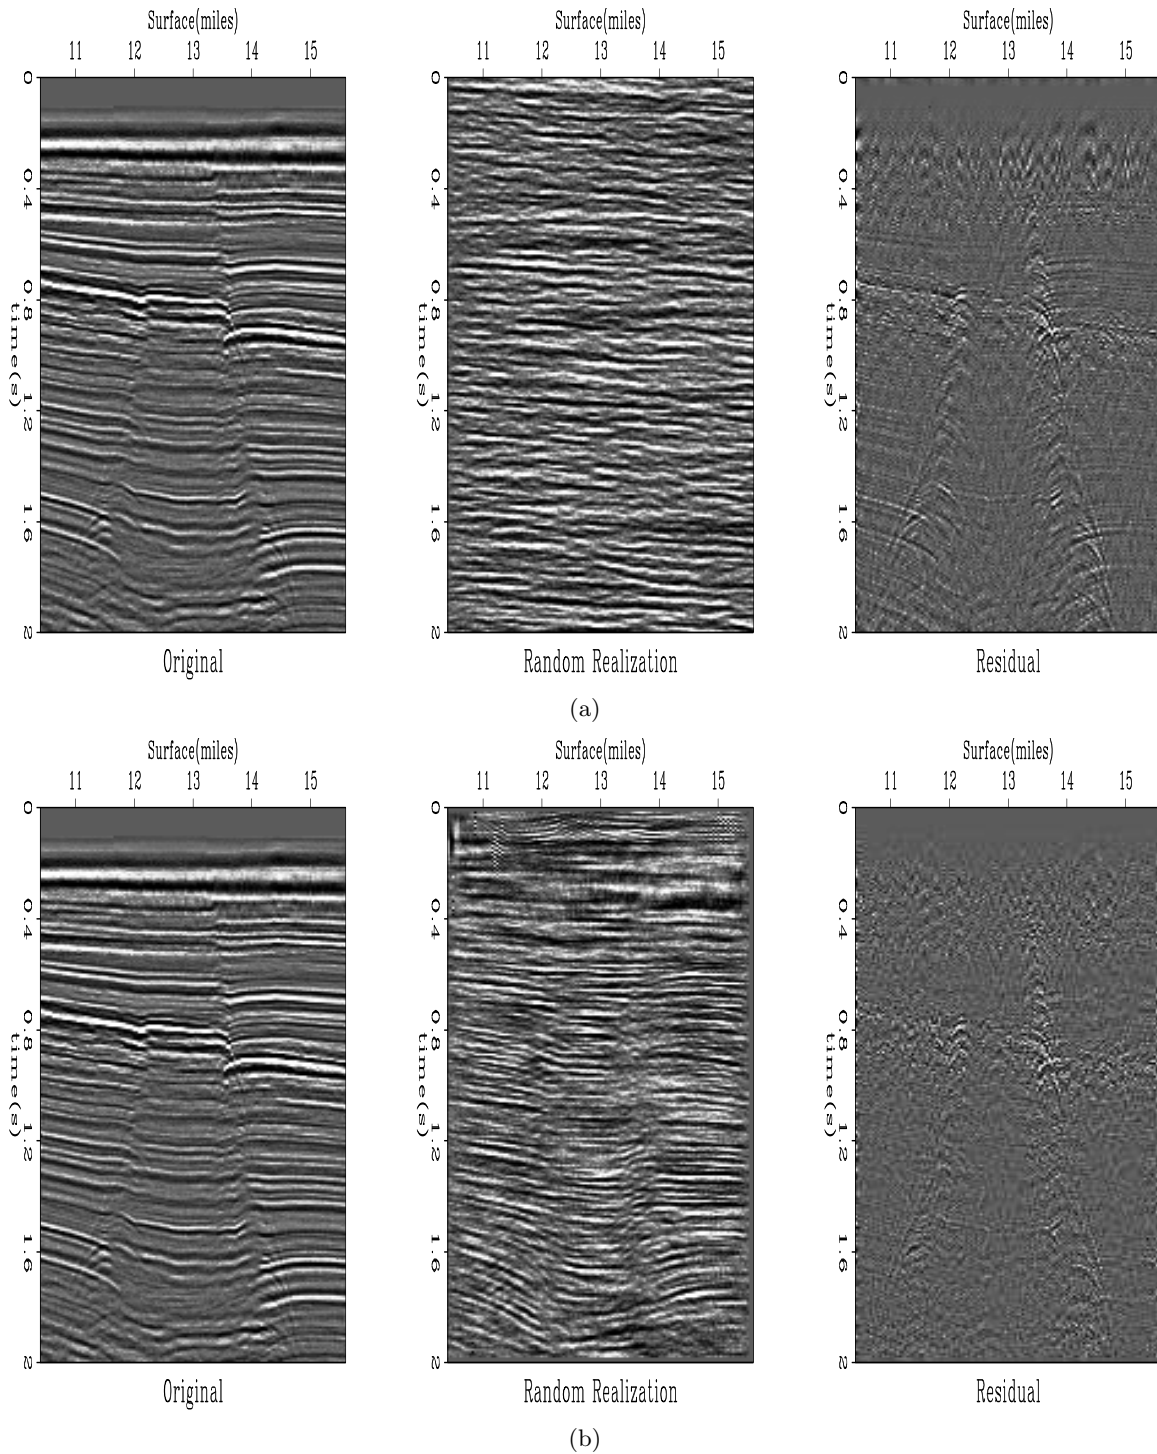 Surface(miles) Surface(miles) Surface(miles)
11 12 13 14 15 11 12 13 14 15 11 12 13 14 15
0 0.4 0.8 1.2 1.6 2 0 0.4 0.8 1.2 1.6 2 0 0.4 0.8 1.2 1.6 2
time(s) time(s) time(s)
Original Random Realization Residual
(a)
Surface(miles) Surface(miles) Surface(miles)
11 12 13 14 15 11 12 13 14 15 11 12 13 14 15
0 0.4 0.8 1.2 1.6 2 0 0.4 0.8 1.2 1.6 2 0 0.4 0.8 1.2 1.6 2
time(s) time(s) time(s)
Original Random Realization Residual
(b)